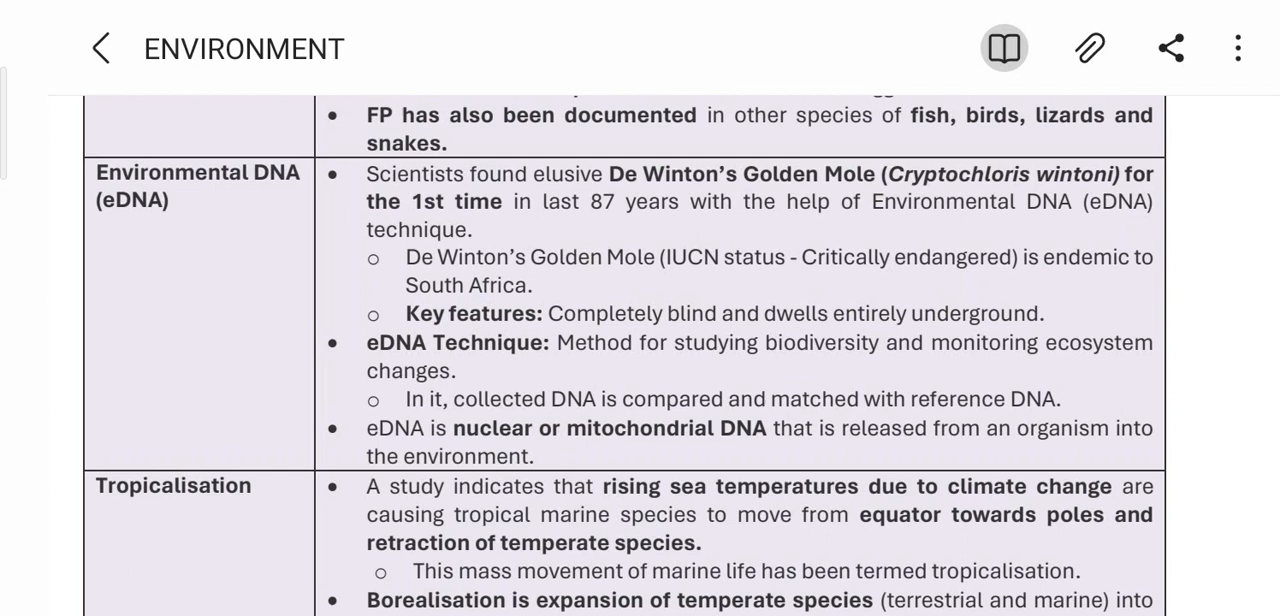 ENVIRONMENT
• FP has also been documented in other species of fish, birds, lizards and
snakes.
Environmental DNA
(eDNA)
• Scientists found elusive De Winton’s Golden Mole (Cryptochloris wintoni) for
the 1st time in last 87 years with the help of Environmental DNA (eDNA)
technique.
o De Winton’s Golden Mole (IUCN status - Critically endangered) is endemic to
South Africa.
o Key features: Completely blind and dwells entirely underground.
• eDNA Technique: Method for studying biodiversity and monitoring ecosystem
changes.
o In it, collected DNA is compared and matched with reference DNA.
• eDNA is nuclear or mitochondrial DNA that is released from an organism into
the environment.
Tropicalisation
• A study indicates that rising sea temperatures due to climate change are
causing tropical marine species to move from equator towards poles and
retraction of temperate species.
o This mass movement of marine life has been termed tropicalisation.
• Borealisation is expansion of temperate species (terrestrial and marine) into